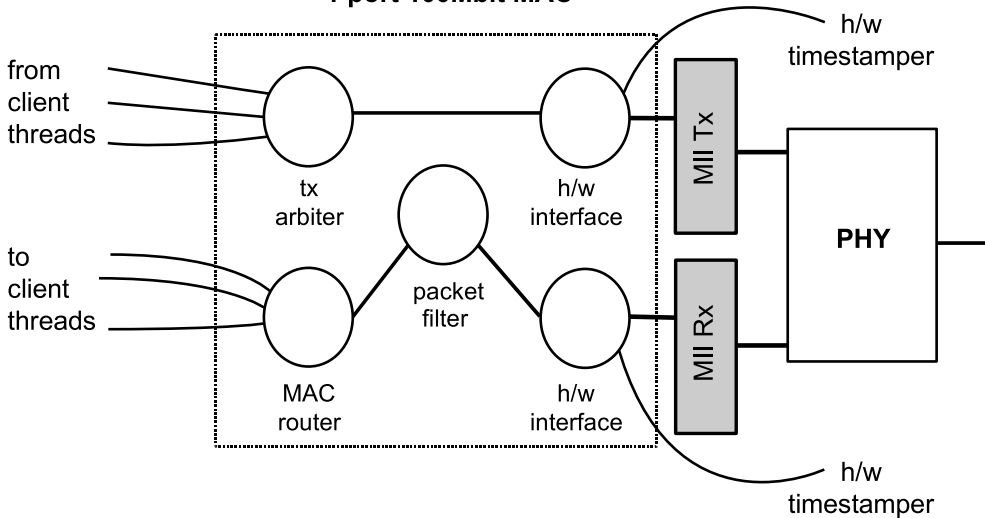 h/w
timestamper
from
client
threads
tx
arbiter
h/w
interface
MII Tx
PHY
to
client
threads
packet
filter
MII Rx
MAC
router
h/w
interface
h/w
timestamper